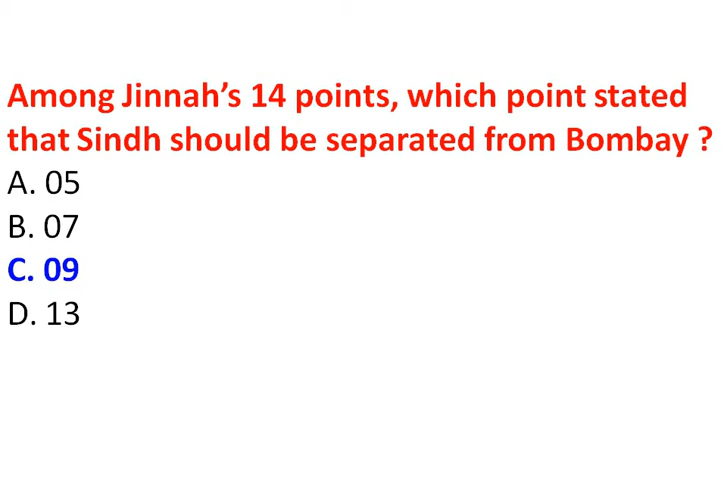 Among Jinnah’s 14 points, which point stated
that Sindh should be separated from Bombay ?
A. 05
B. 07
C. 09
D. 13